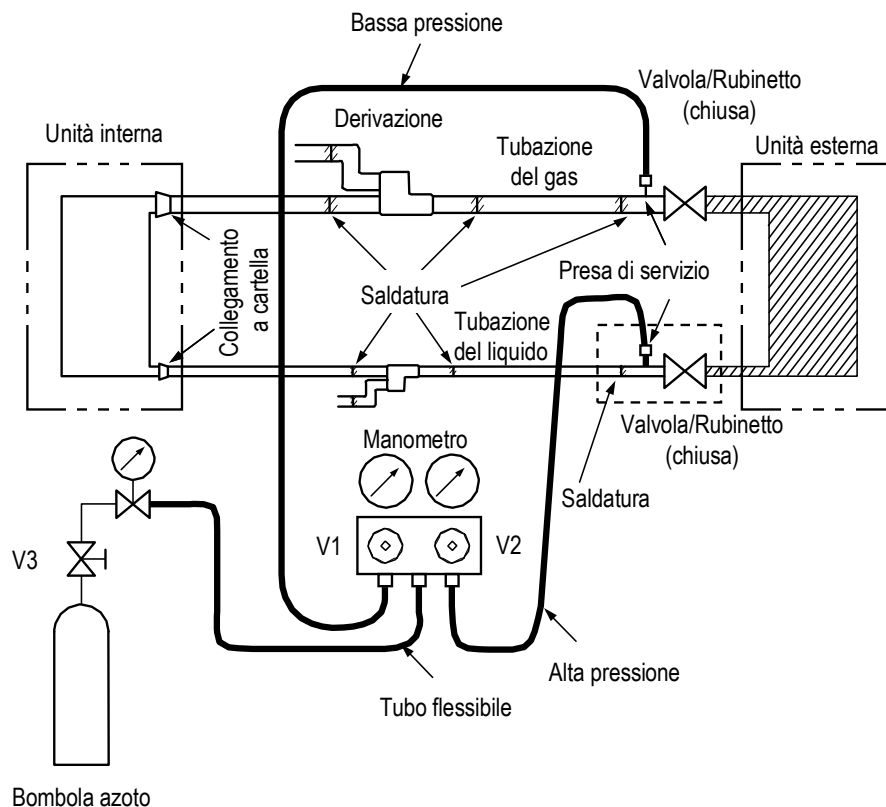 Bassa pressione
Valvola/Rubinetto
(chiusa)
Unità interna
Derivazione
Tubazione
del gas
Unità esterna
Collegamento
a cartella
Saldatura
Presa di servizio
Tubazione
del liquido
Manometro
Valvola/Rubinetto
(chiusa)
Saldatura
V3
V1
V2
Alta pressione
Tubo flessibile
Bombola azoto